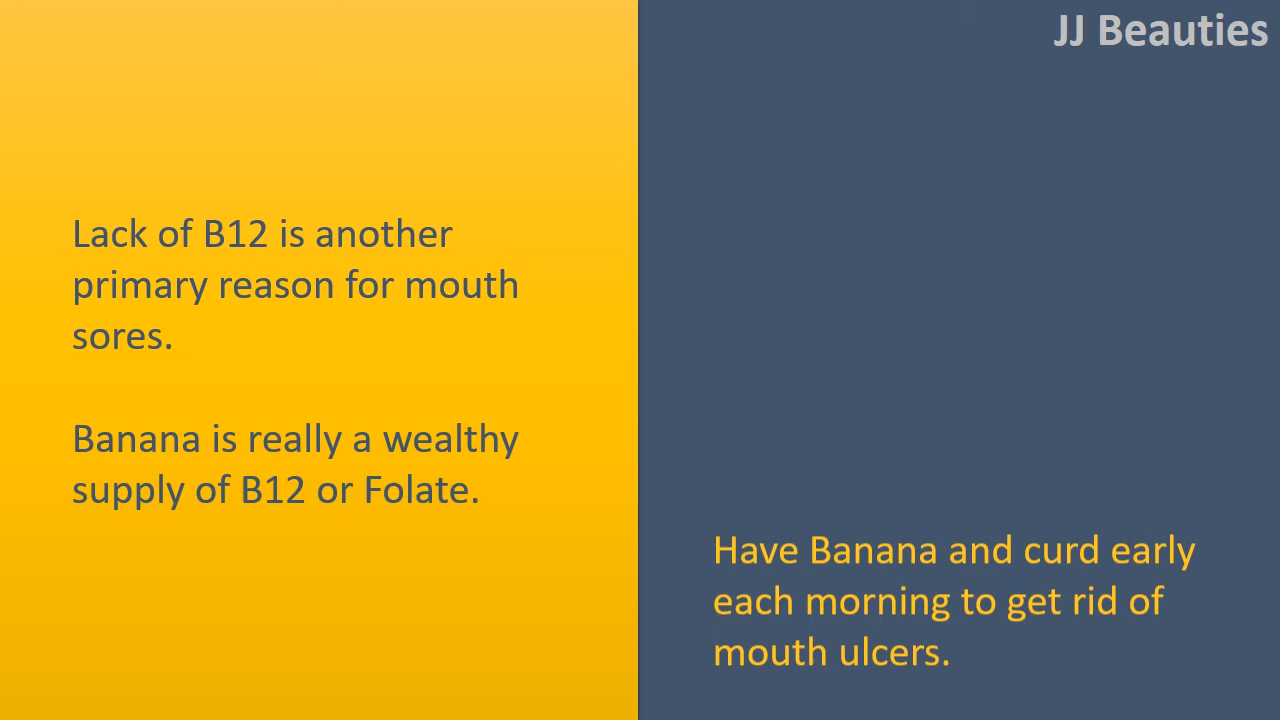 JJ Beauties
Lack of B12 is another
primary reason for mouth
sores.
Banana is really a wealthy
supply of B12 or Folate.
Have Banana and curd early
each morning to get rid of
mouth ulcers.